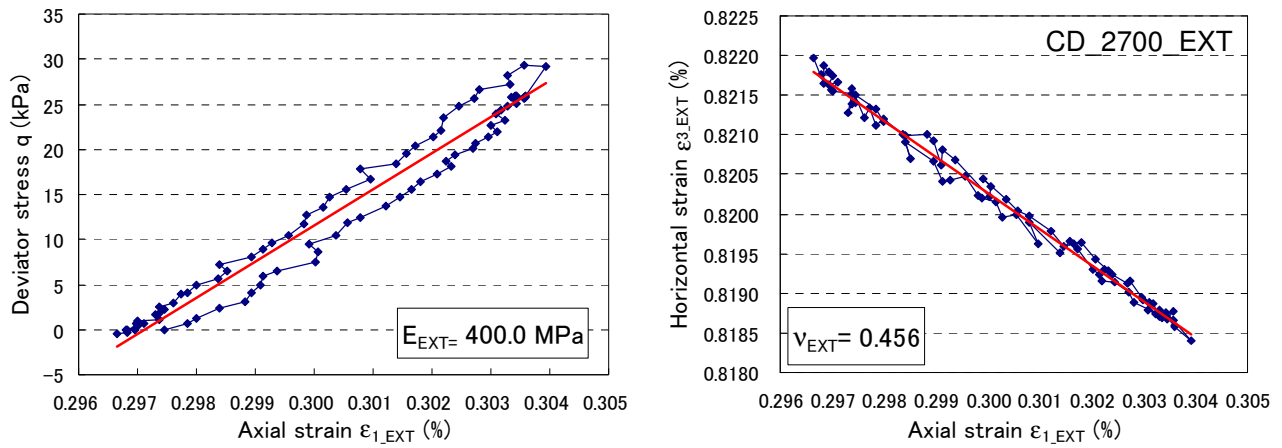 Deviator stress q (kPa)
35
30
25
20
15
10
5
0
−5
0.296 0.297 0.298 0.299 0.300 0.301 0.302 0.303 0.304 0.305
Axial strain ε1_EXT (%)
E_EXT= 400.0 MPa
Horizontal strain ε3_EXT (%)
0.8225
0.8220
0.8215
0.8210
0.8205
0.8200
0.8195
0.8190
0.8185
0.8180
0.296 0.297 0.298 0.299 0.300 0.301 0.302 0.303 0.304 0.305
Axial strain ε1_EXT (%)
CD_2700_EXT
ν_EXT= 0.456